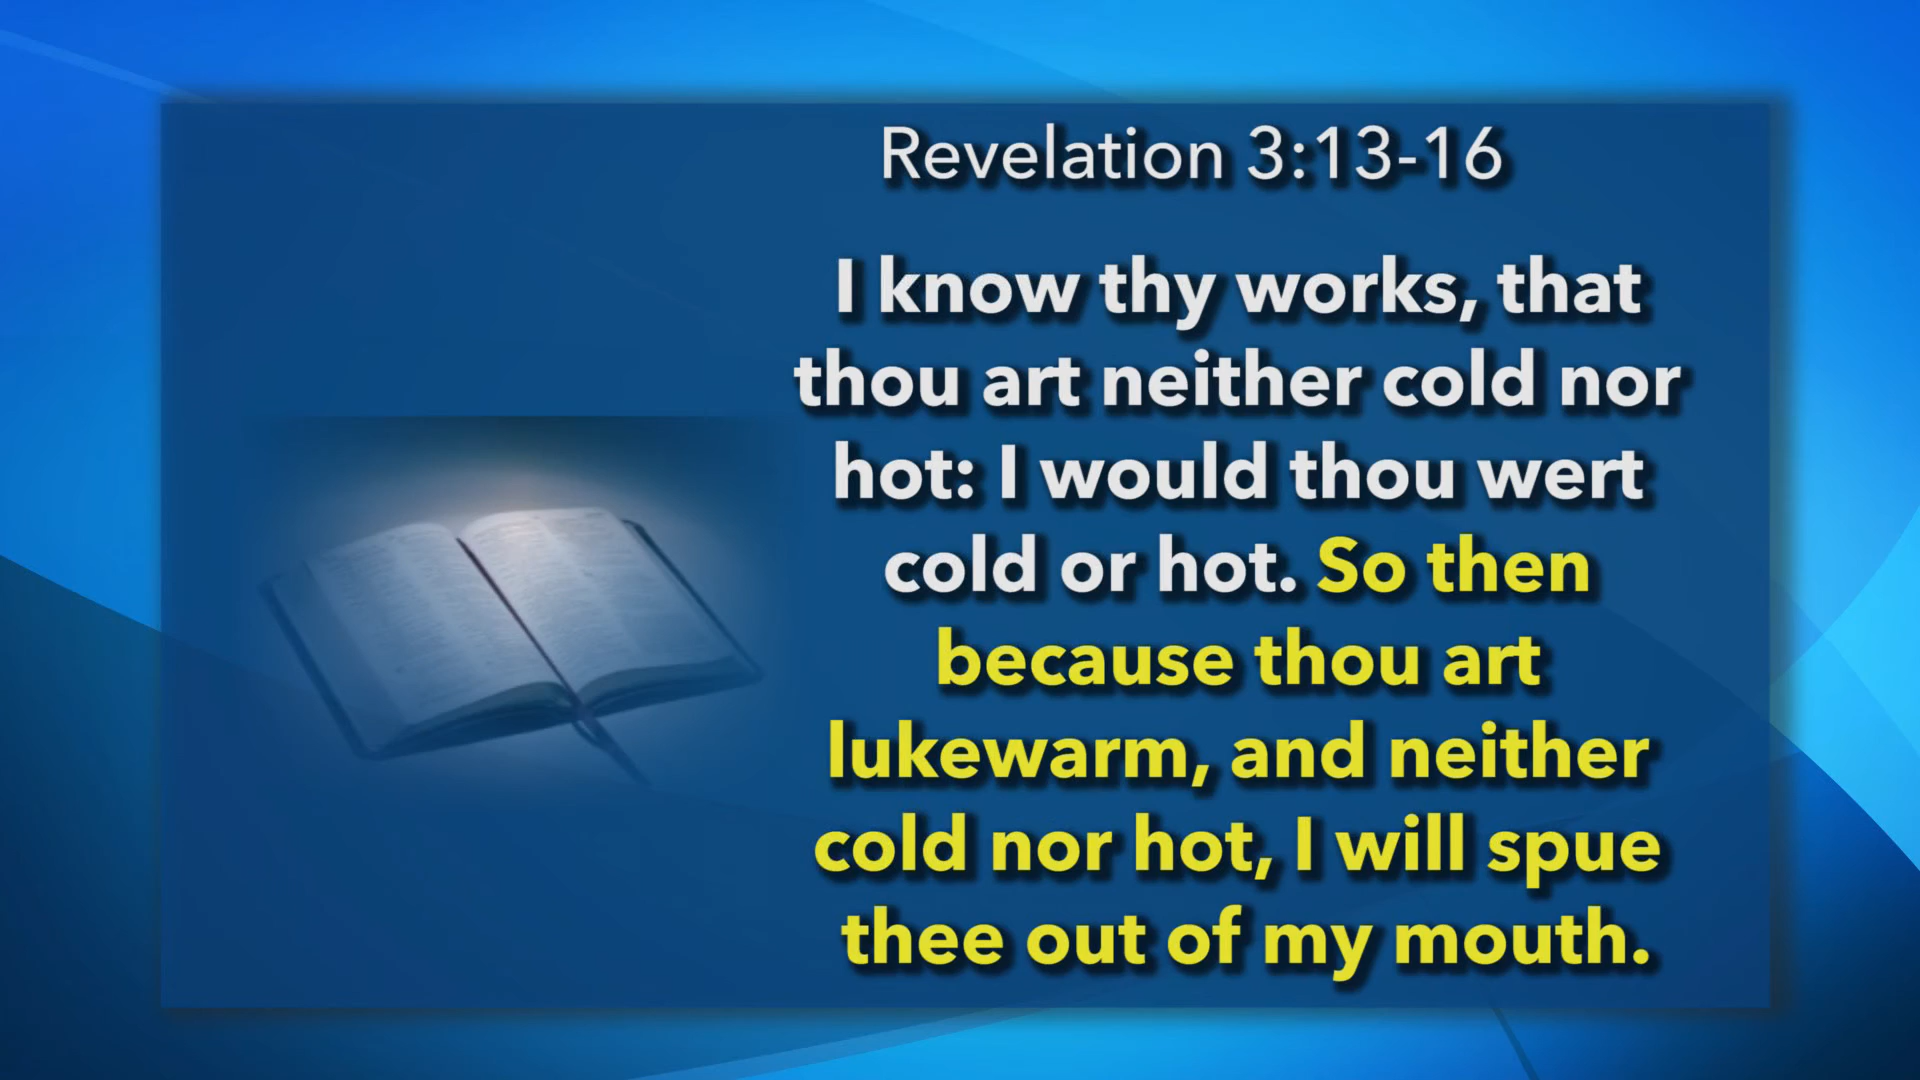 Revelation 3:13-16
I know thy works, that
thou art neither cold nor
hot: I would thou wert
cold or hot. So then
because thou art
lukewarm, and neither
cold nor hot, I will spue
thee out of my mouth.